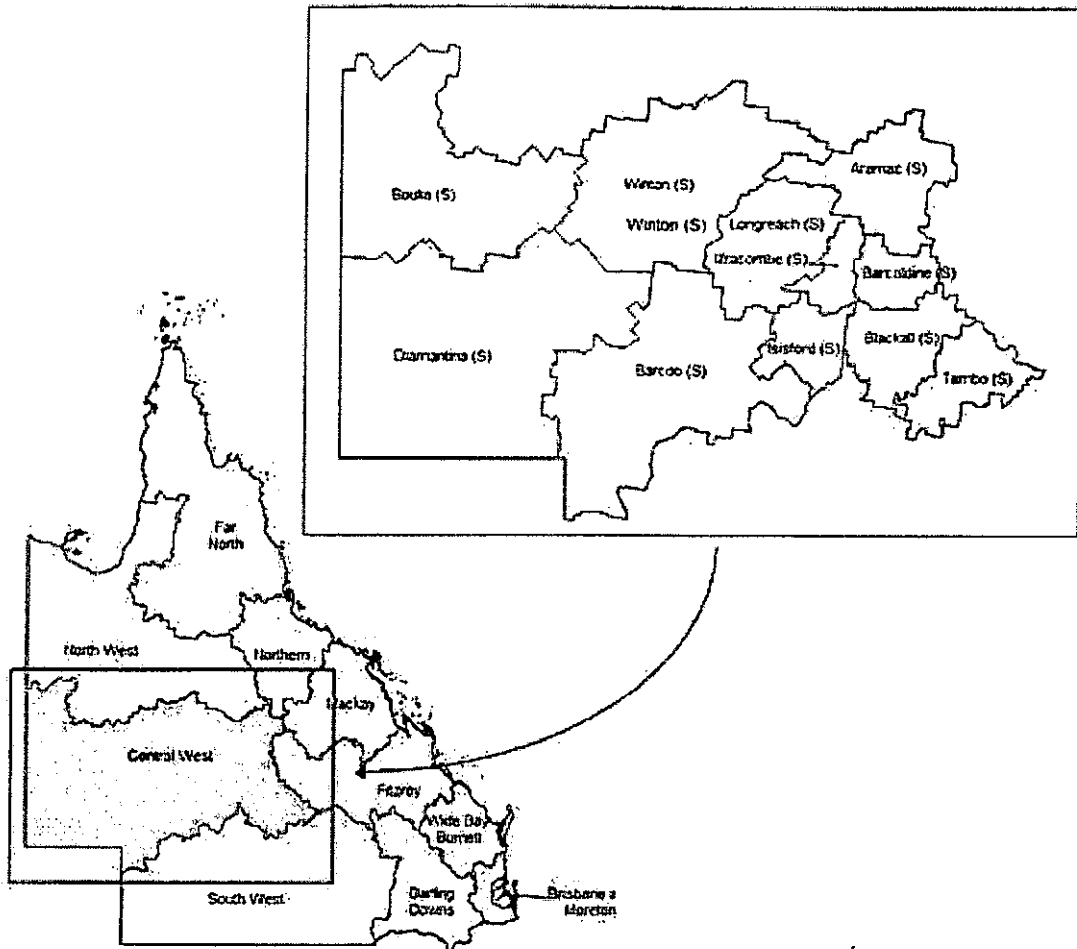 Aramac (S)
Boulia (S)
Winton (S)
Winton (S)
Longreach (S)
Ilfracombe (S)
Barcaldine (S)
Blackall (S)
Diamantina (S)
Barcoo (S)
Isisford (S)
Tambo (S)
Far
North
North West
Northern
Mackay
Central West
Fitzroy
Wide Bay
Burnett
South West
Darling
Downs
Brisbane &
Moreton